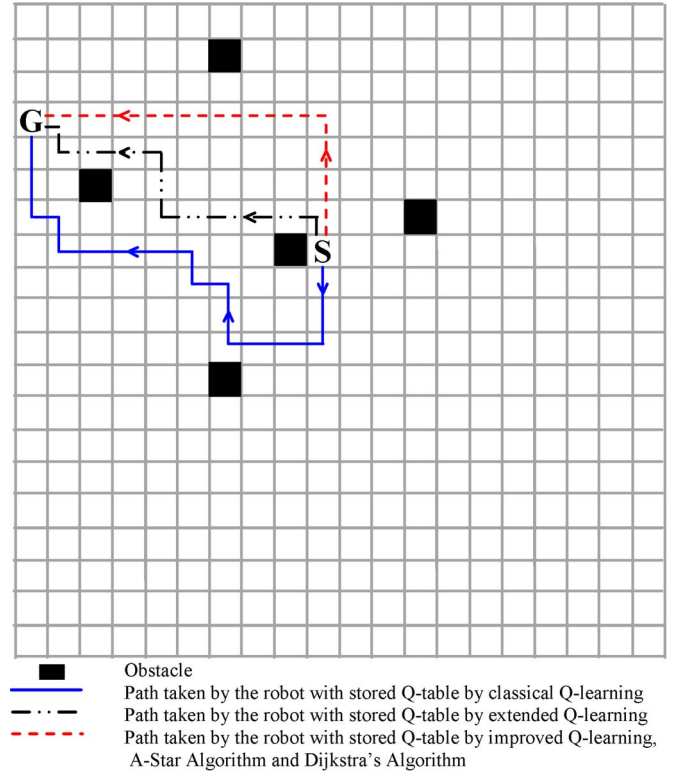 G
S
Obstacle
Path taken by the robot with stored Q-table by classical Q-learning
Path taken by the robot with stored Q-table by extended Q-learning
Path taken by the robot with stored Q-table by improved Q-learning,
A-Star Algorithm and Dijkstra's Algorithm